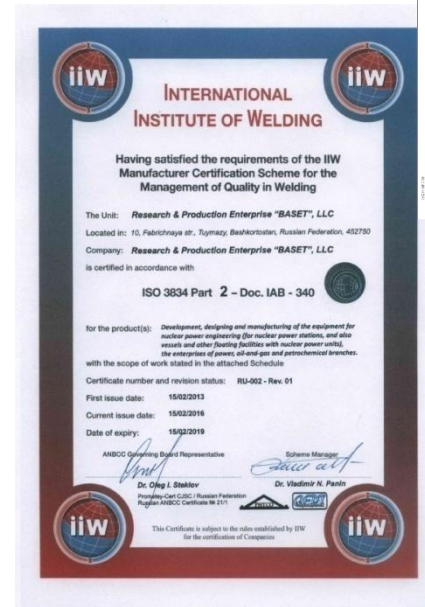 iiw
iiw
INTERNATIONAL
INSTITUTE OF WELDING
Having satisfied the requirements of the IIW
Manufacturer Certification Scheme for the
Management of Quality in Welding
The Unit: Research & Production Enterprise "BASET", LLC
Located in: 10, Fabrichnaya str., Tuymazy, Bashkortostan, Russian Federation, 452750
Company: Research & Production Enterprise "BASET", LLC
is certified in accordance with
ISO 3834 Part 2 – Doc. IAB - 340
for the product(s): Development, designing and manufacturing of the equipment for
nuclear power engineering (for nuclear power stations, and also
vessels and other floating facilities with nuclear power units),
the enterprises of power, oil-and-gas and petrochemical branches.
with the scope of work stated in the attached Schedule
Certificate number and revision status: RU-002 - Rev. 01
First issue date: 15/02/2013
Current issue date: 15/02/2016
Date of expiry: 15/02/2019
ANBCC Governing Board Representative
Scheme Manager
Dr. Oleg I. Steklov
Dr. Vladimir N. Panin
Prometey-Cert CJSC / Russian Federation
Russian ANBCC Certificate № 21/1
This Certificate is subject to the rules established by IIW
for the certification of Companies
iiw
iiw